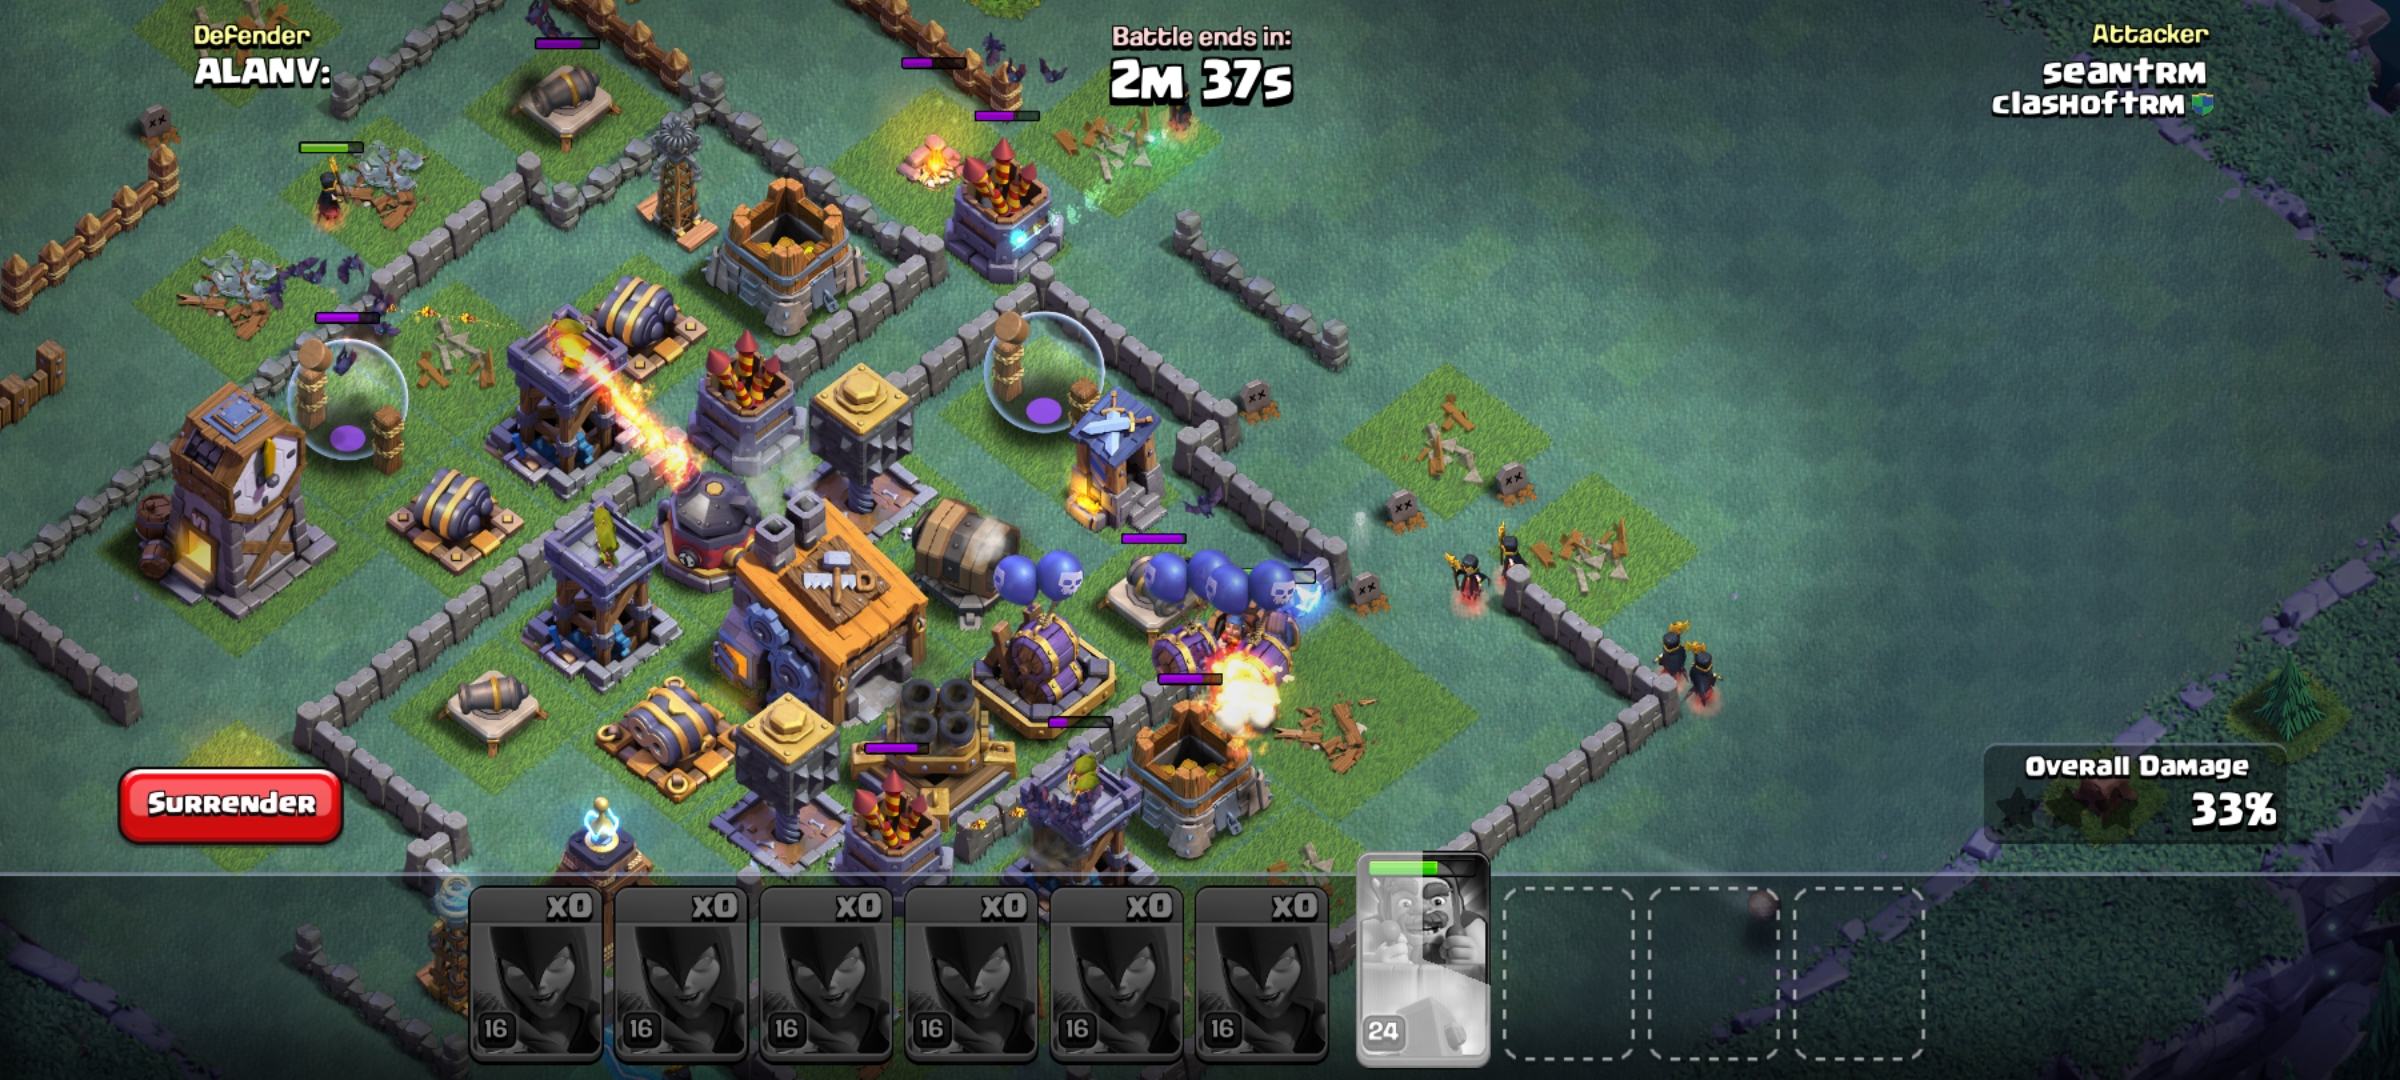 Defender
ALANV:
Battle ends in:
2M 37s
Attacker
seantRM
clashoftRM
Surrender
Overall Damage
33%
x0 x0 x0 x0 x0 x0
16 16 16 16 16 16 24